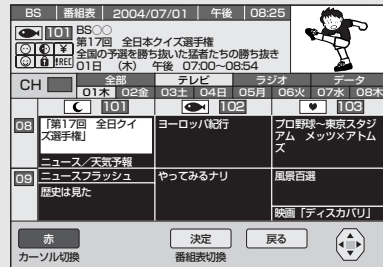 BS 番組表 2004/07/01 午後 08:25
101 BS○○
第17回 全日本クイズ選手権
全国の予選を勝ち抜いた猛者たちの勝ち抜き
01日 (木) 午後 07:00~08:54
¥
!REC
CH 全部 テレビ ラジオ データ
01木 02金 03土 04日 05月 06火 07水 08木
101 102 103
08 「第17回 全日本クイ ヨーロッパ紀行 プロ野球~東京スタジ
ズ選手権」 アム メッツ×アトム
ズ
ニュース/天気予報
09 ニュースフラッシュ やってみるナリ 風景百選
歴史は見た
映画「ディスカバリ」
赤 決定 戻る
カーソル切換 番組表切換